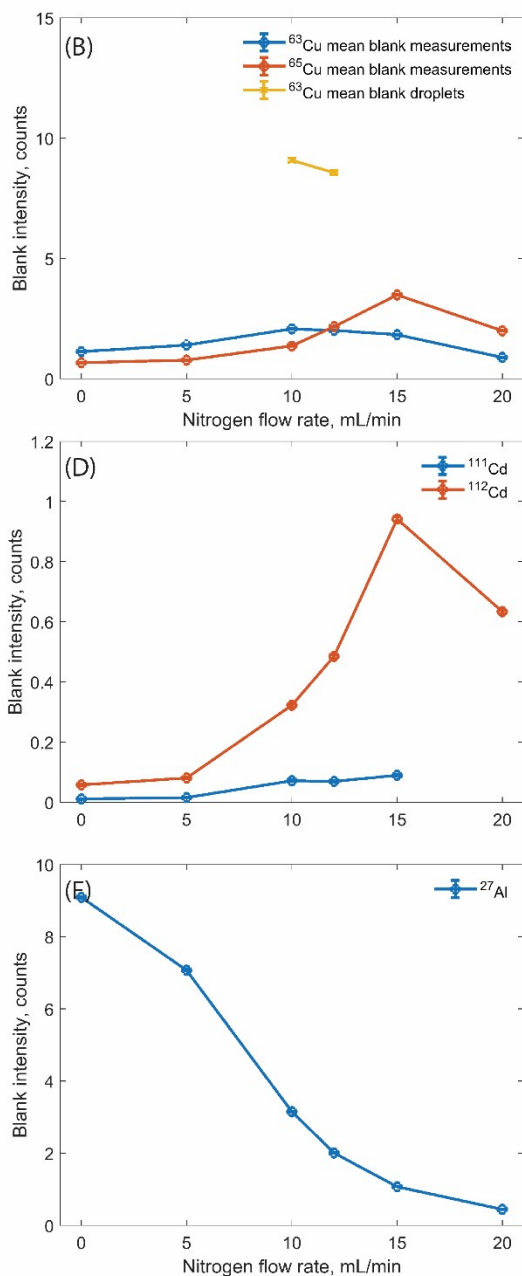 (B)
⁶³Cu mean blank measurements
⁶⁵Cu mean blank measurements
⁶³Cu mean blank droplets
15
10
5
0
Blank intensity, counts
0 5 10 15 20
Nitrogen flow rate, mL/min
(D)
¹¹¹Cd
¹¹²Cd
1.2
1
0.8
0.6
0.4
0.2
0
Blank intensity, counts
0 5 10 15 20
(F)
²⁷Al
10
8
6
4
2
0
Blank intensity, counts
0 5 10 15 20
Nitrogen flow rate, mL/min